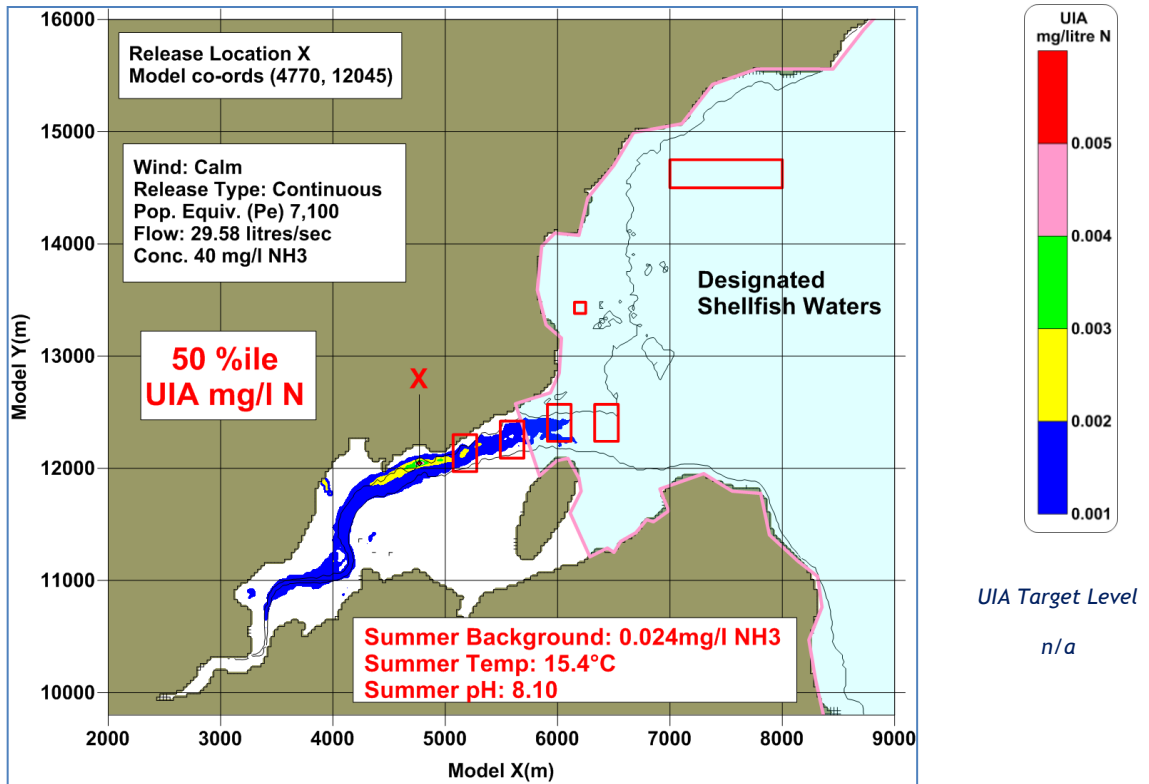 Release Location X
Model co-ords (4770, 12045)
Wind: Calm
Release Type: Continuous
Pop. Equiv. (Pe) 7,100
Flow: 29.58 litres/sec
Conc. 40 mg/l NH3
50 %ile
UIA mg/l N
X
Designated
Shellfish Waters
Summer Background: 0.024mg/l NH3
Summer Temp: 15.4°C
Summer pH: 8.10
16000
15000
14000
13000
12000
11000
10000
Model Y(m)
2000 3000 4000 5000 6000 7000 8000 9000
Model X(m)
UIA
mg/litre N
0.005
0.004
0.003
0.002
0.001
UIA Target Level
n/a